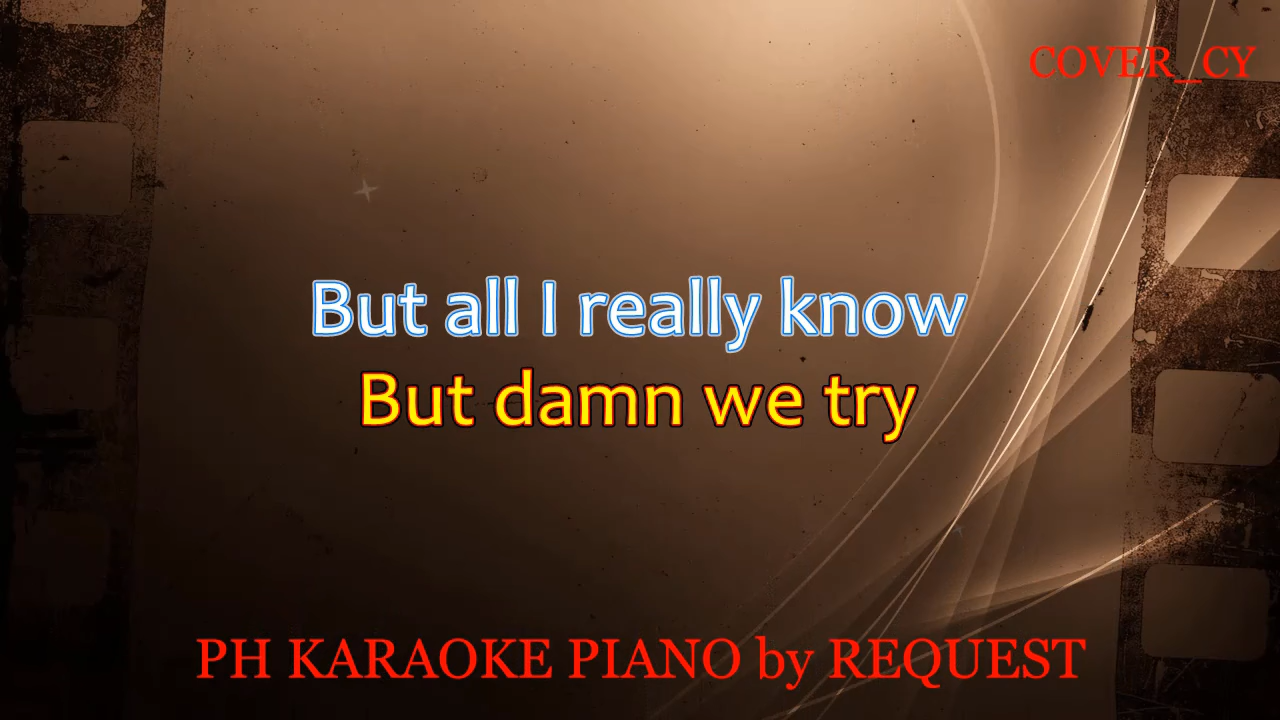 COVER_CY
But all I really know
But damn we try
PH KARAOKE PIANO by REQUEST